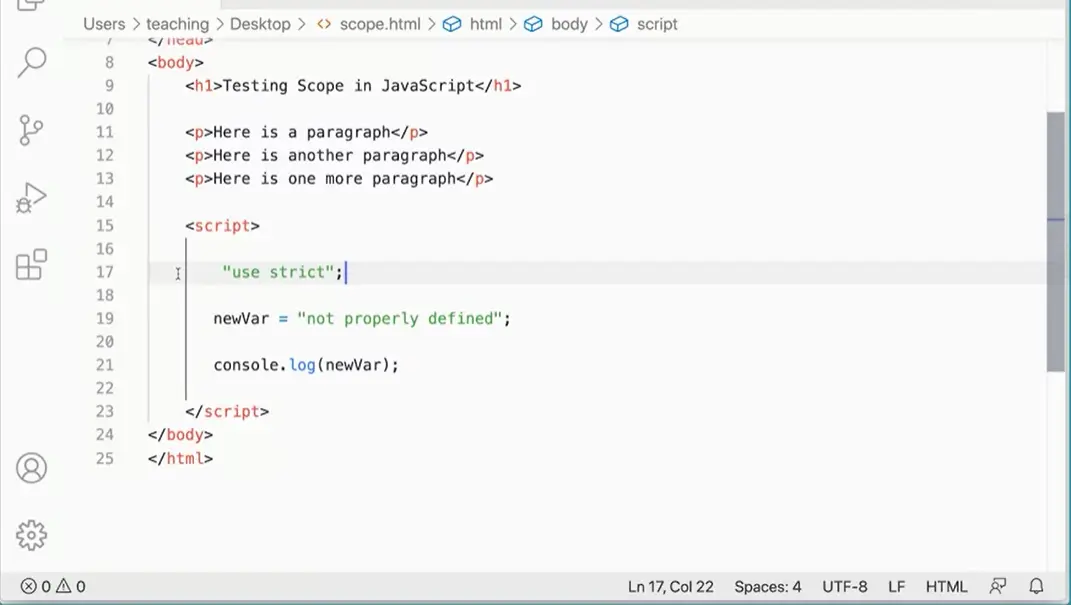 Users > teaching > Desktop > <> scope.html > html > body > script
7 </head>
8 <body>
9 <h1>Testing Scope in JavaScript</h1>
10
11 <p>Here is a paragraph</p>
12 <p>Here is another paragraph</p>
13 <p>Here is one more paragraph</p>
14
15 <script>
16
17 "use strict";
18
19 newVar = "not properly defined";
20
21 console.log(newVar);
22
23 </script>
24 </body>
25 </html>
0 0 Ln 17, Col 22 Spaces: 4 UTF-8 LF HTML